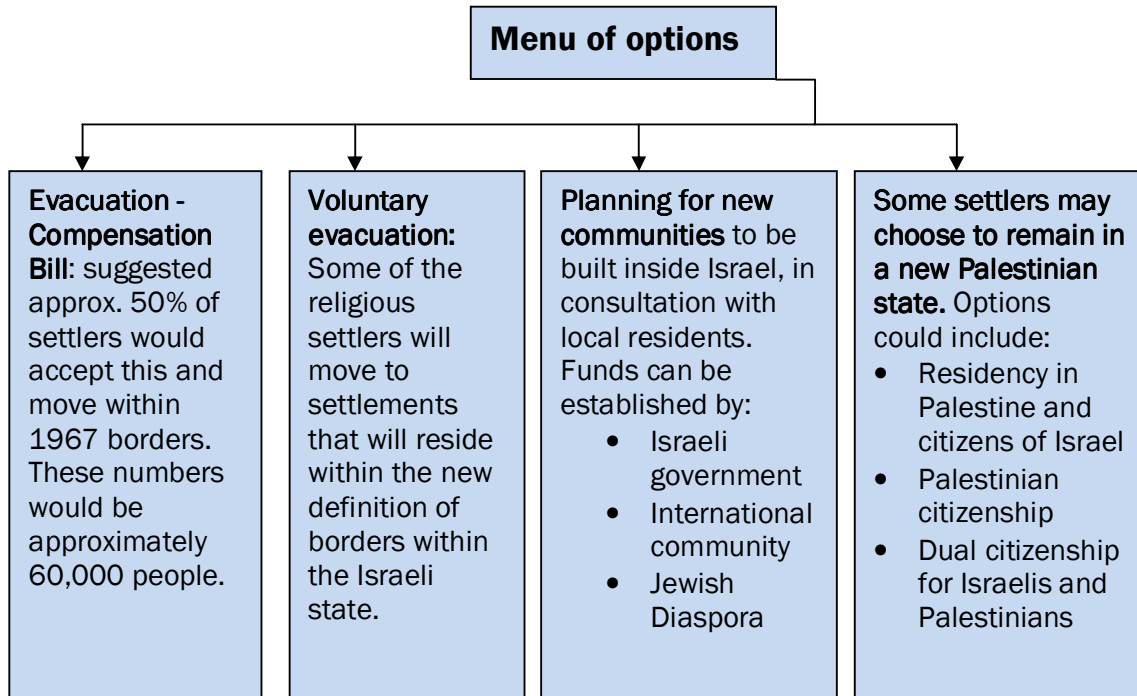 Menu of options
Evacuation -
Compensation
Bill: suggested
approx. 50% of
settlers would
accept this and
move within
1967 borders.
These numbers
would be
approximately
60,000 people.
Voluntary
evacuation:
Some of the
religious
settlers will
move to
settlements
that will reside
within the new
definition of
borders within
the Israeli
state.
Planning for new
communities to be
built inside Israel, in
consultation with
local residents.
Funds can be
established by:
• Israeli
government
• International
community
• Jewish
Diaspora
Some settlers may
choose to remain in
a new Palestinian
state. Options
could include:
• Residency in
Palestine and
citizens of Israel
• Palestinian
citizenship
• Dual citizenship
for Israelis and
Palestinians